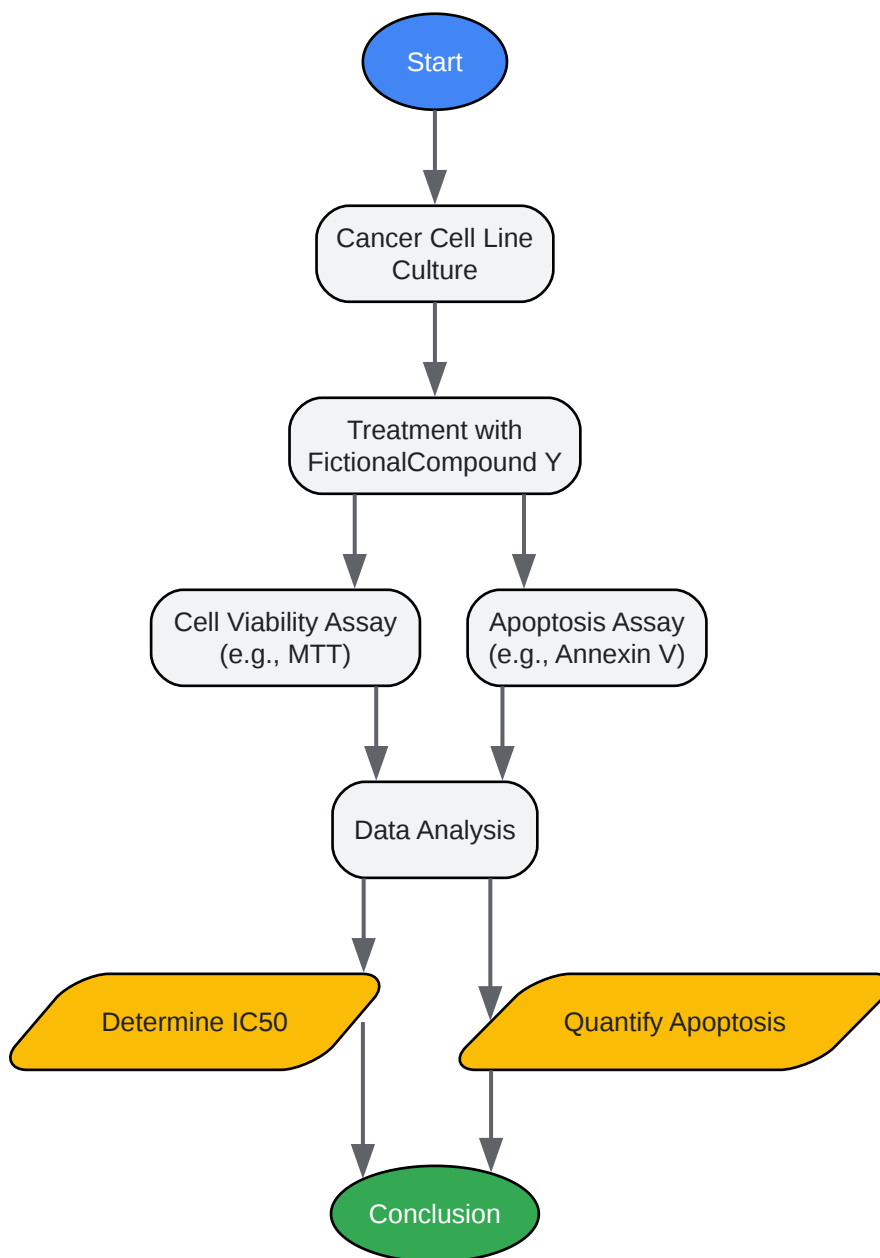 Start
Cancer Cell Line
Culture
Treatment with
FictionalCompound Y
Cell Viability Assay
(e.g., MTT)
Apoptosis Assay
(e.g., Annexin V)
Data Analysis
Determine IC50
Quantify Apoptosis
Conclusion